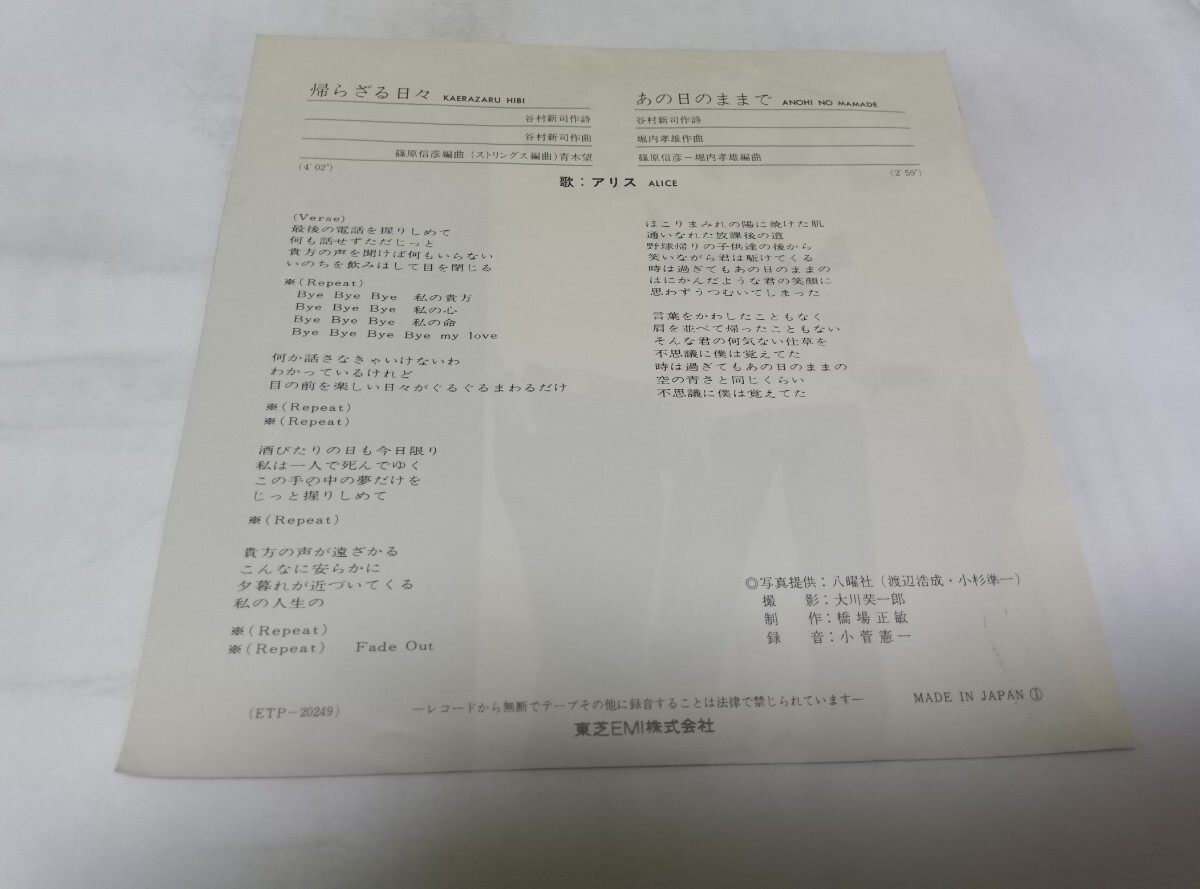 帰らざる日々 KAERAZARU HIBI
谷村新司作詩
谷村新司作曲
篠原信彦編曲(ストリングス編曲)青木望
(4'02")
あの日のままで ANOHI NO MAMADE
谷村新司作詩
堀内孝雄作曲
篠原信彦−堀内孝雄編曲
(2'59")
歌:アリス ALICE
(Verse)
最後の電話を握りしめて
何も話せずただじっと
貴方の声を聞けば何もいらない
いのちを飲みほして目を閉じる
※(Repeat)
Bye Bye Bye 私の貴方
Bye Bye Bye 私の心
Bye Bye Bye 私の命
Bye Bye Bye Bye my love
何か話さなきゃいけないわ
わかっているけれど
目の前を楽しい日々がぐるぐるまわるだけ
※(Repeat)
※(Repeat)
酒びたりの日も今日限り
私は一人で死んでゆく
この手の中の夢だけを
じっと握りしめて
※(Repeat)
貴方の声が遠ざかる
こんなに安らかに
夕暮れが近づいてくる
私の人生の
※(Repeat)
※(Repeat) Fade Out
ほこりまみれの陽に焼けた肌
通いなれた放課後の道
野球帰りの子供達の後から
笑いながら君は駈けてくる
時は過ぎてもあの日のままの
はにかんだような君の笑顔に
思わずうつむいてしまった
言葉をかわしたこともなく
肩を並べて帰ったこともない
そんな君の何気ない仕草を
不思議に僕は覚えてた
時は過ぎてもあの日のままの
空の青さと同じくらい
不思議に僕は覚えてた
◎写真提供:八曜社(渡辺浩成・小杉準一)
撮 影:大川奘一郎
制 作:橋場正敏
録 音:小菅憲一
(ETP−20249)
―レコードから無断でテープその他に録音することは法律で禁じられています―
MADE IN JAPAN ①
東芝EMI株式会社